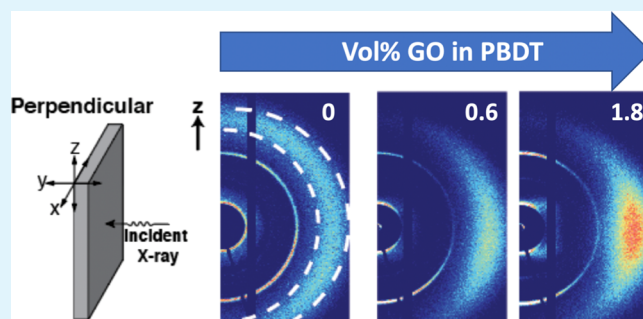 Vol% GO in PBDT
Perpendicular
z
0
0.6
1.8
z
y
x
Incident
X-ray